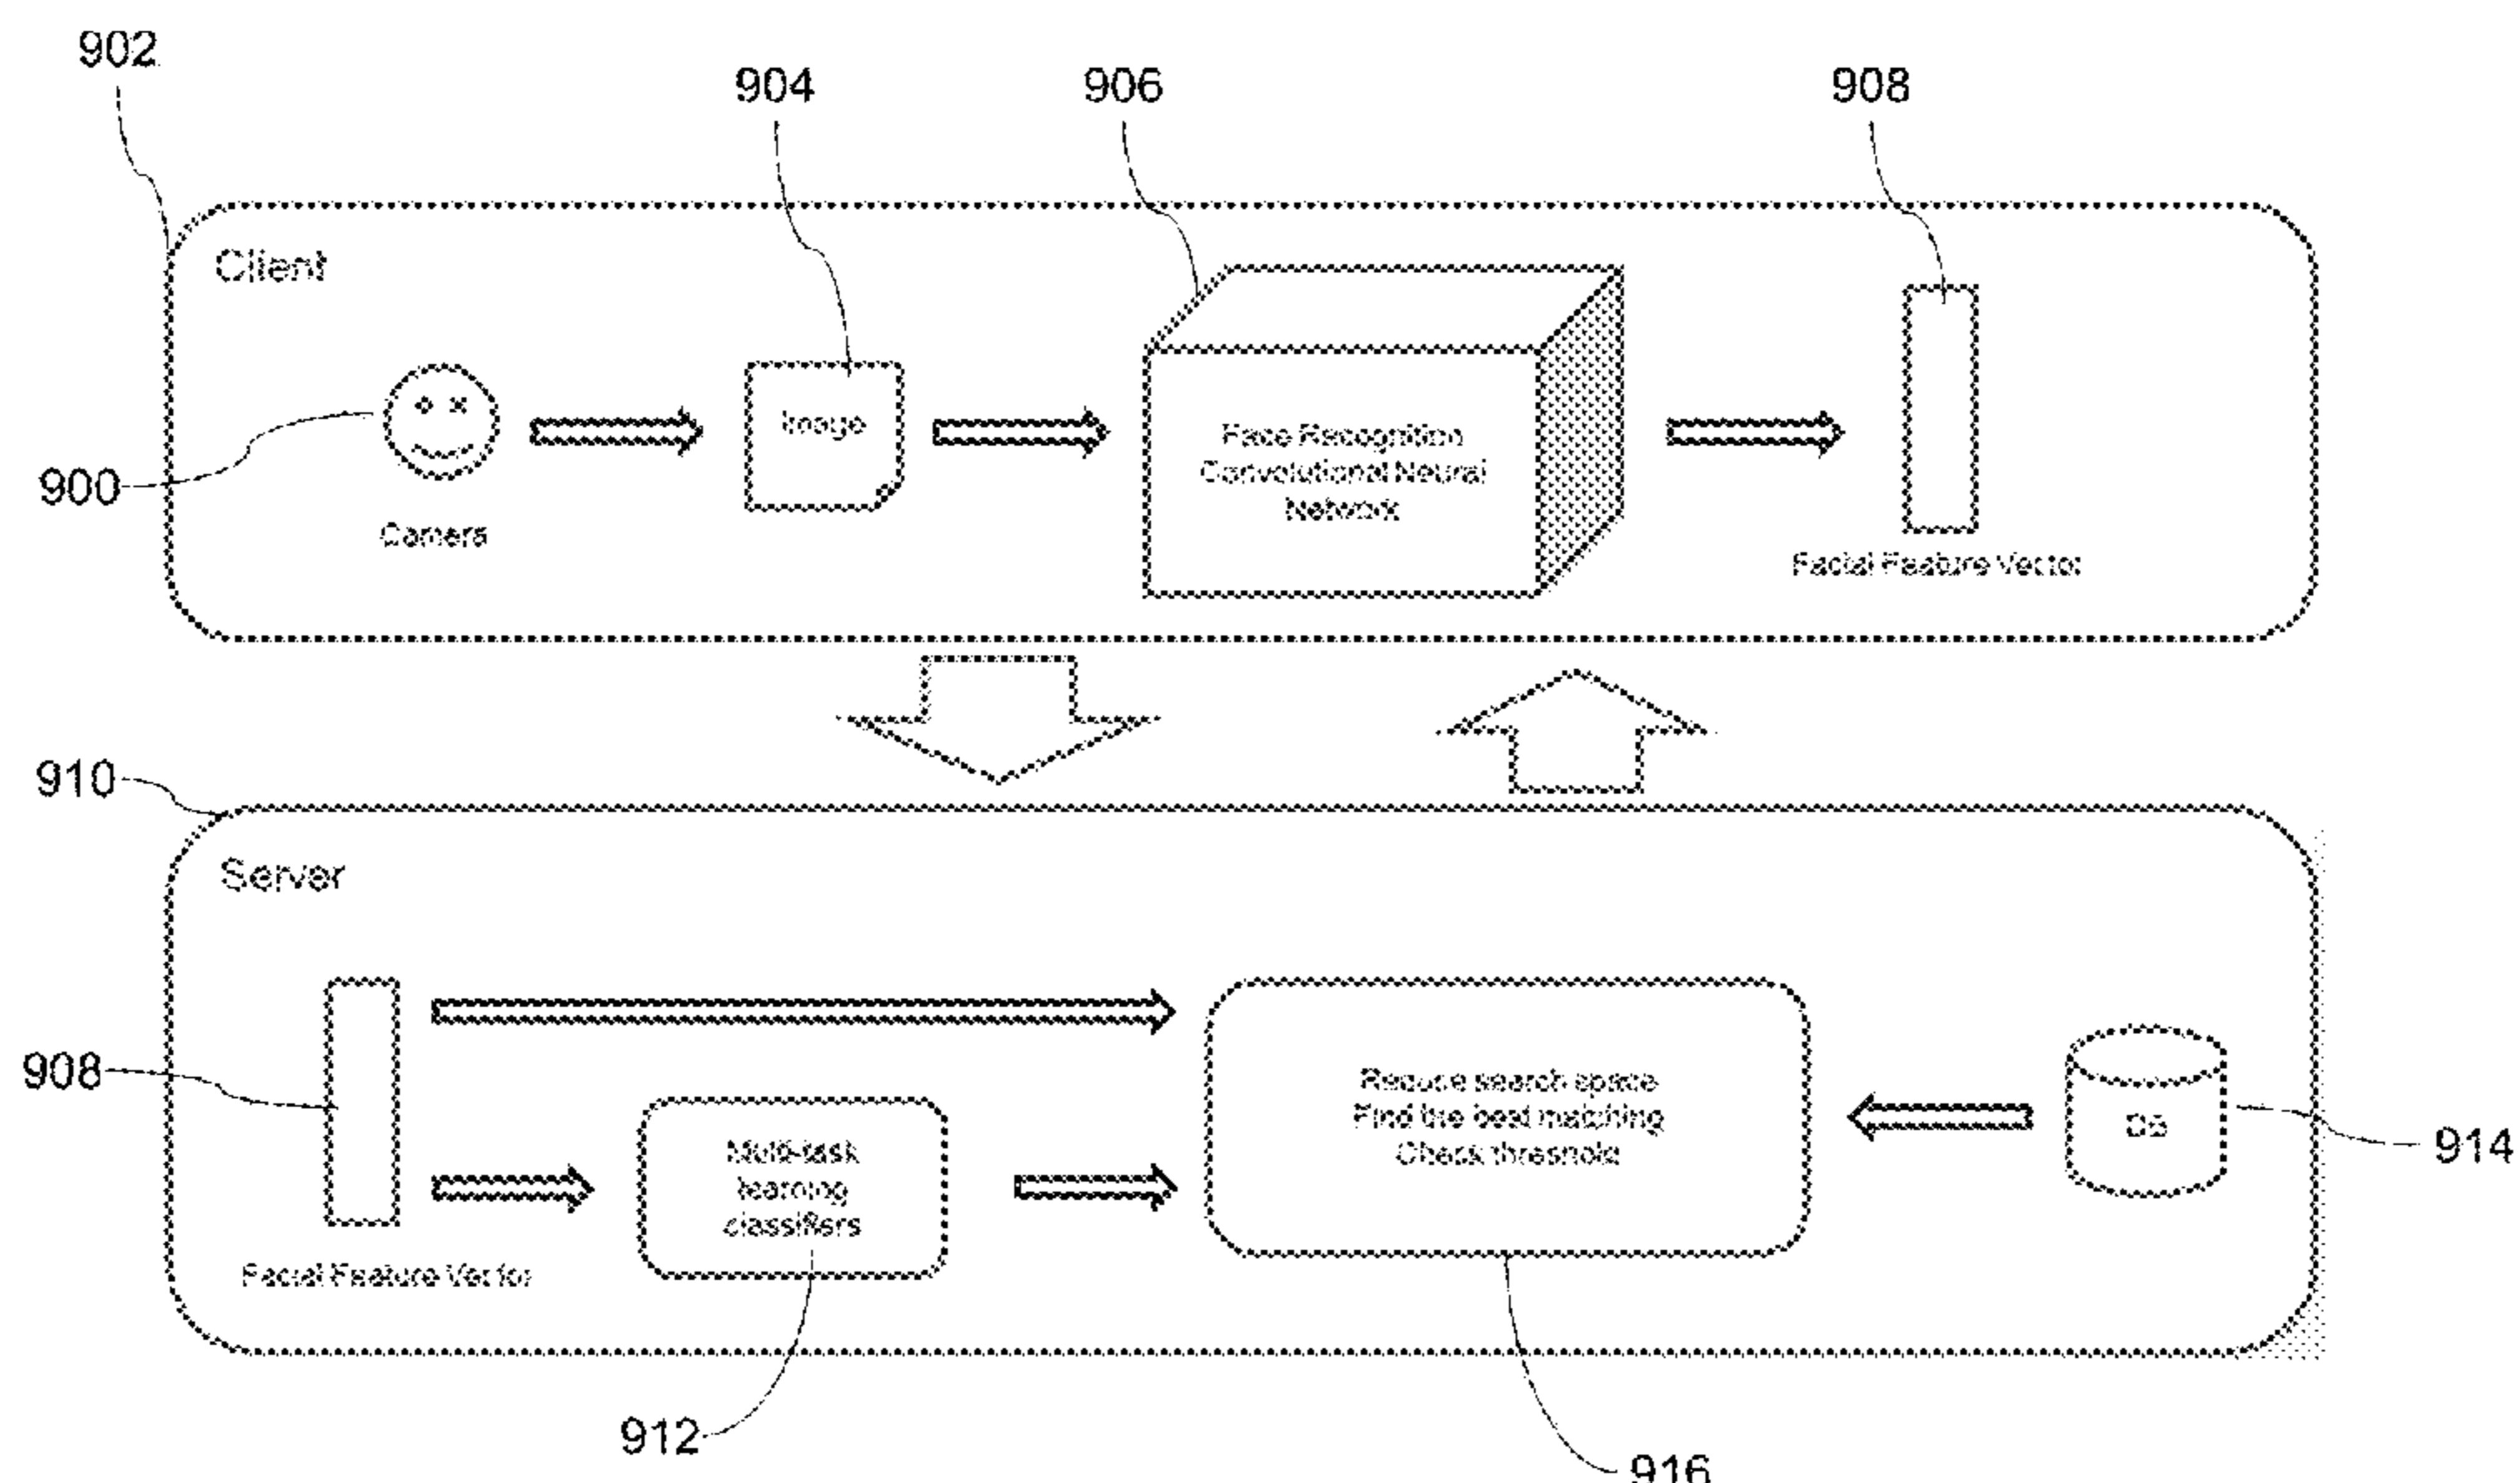 902
904
906
908
Client
Image
Face Recognition
Convolutional Neural
Network
900
Camera
Facial Feature Vector
910
Server
908
Reduce search space
Find the best matching
Check threshold
DB
914
Multi-task
learning
classifiers
Facial Feature Vector
912
916